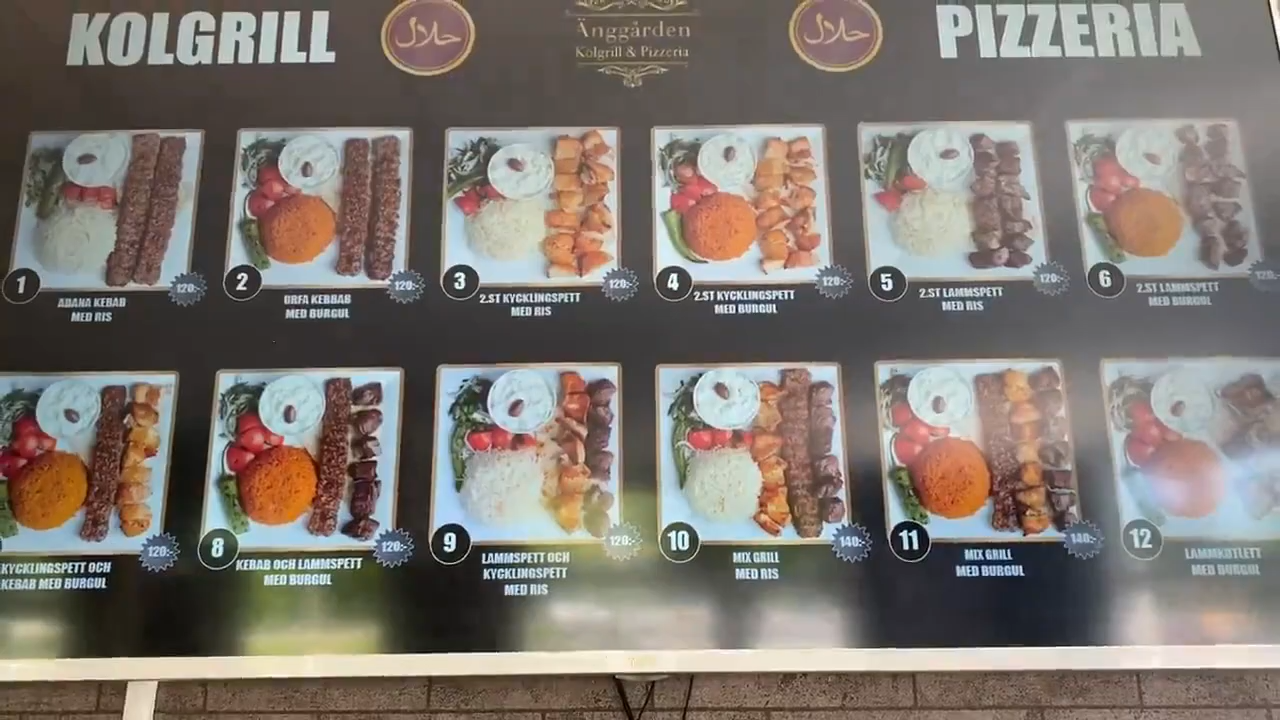 KOLGRILL
حلال
Änggården
Kolgrill & Pizzeria
حلال
PIZZERIA
1
ADANA KEBAB
MED RIS
120:-
2
URFA KEBBAB
MED BURGUL
120:-
3
2.ST KYCKLINGSPETT
MED RIS
120:-
4
2.ST KYCKLINGSPETT
MED BURGUL
120:-
5
2.ST LAMMSPETT
MED RIS
120:-
6
2.ST LAMMSPETT
MED BURGUL
120:-
KYCKLINGSPETT OCH
KEBAB MED BURGUL
120:-
8
KEBAB OCH LAMMSPETT
MED BURGUL
120:-
9
LAMMSPETT OCH
KYCKLINGSPETT
MED RIS
120:-
10
MIX GRILL
MED RIS
140:-
11
MIX GRILL
MED BURGUL
140:-
12
LAMMKOTLETT
MED BURGUL